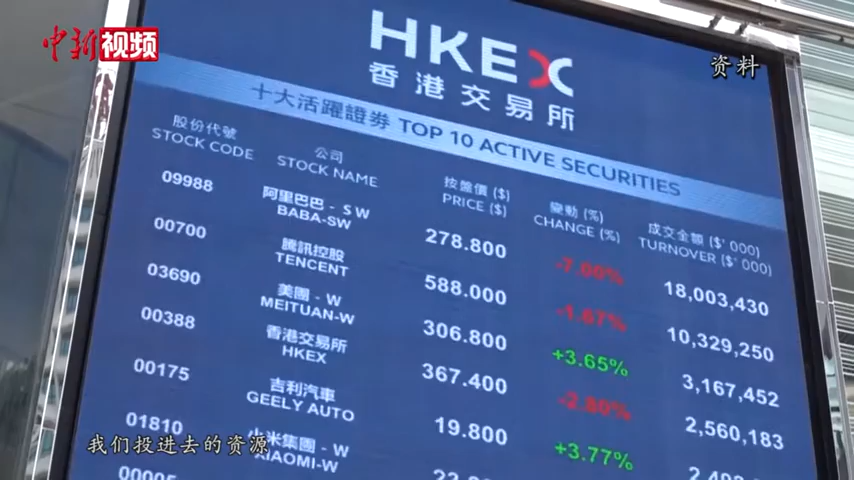 中新视频
资料
HKEX
香港交易所
十大活躍證券 TOP 10 ACTIVE SECURITIES
股份代號 公司 按盤價 ($) 變動 (%) 成交金額 ($' 000)
STOCK CODE STOCK NAME PRICE ($) CHANGE (%) TURNOVER ($' 000)
09988 阿里巴巴 - S W 278.800 -7.00% 18,003,430
BABA-SW
00700 騰訊控股 588.000 -1.67% 10,329,250
TENCENT
03690 美團 - W 306.800 +3.65% 3,167,452
MEITUAN-W
00388 香港交易所 367.400 -2.80% 2,560,183
HKEX
00175 吉利汽車 19.800 +3.77%
GEELY AUTO
01810 小米集團 - W
XIAOMI-W
我们投进去的资源